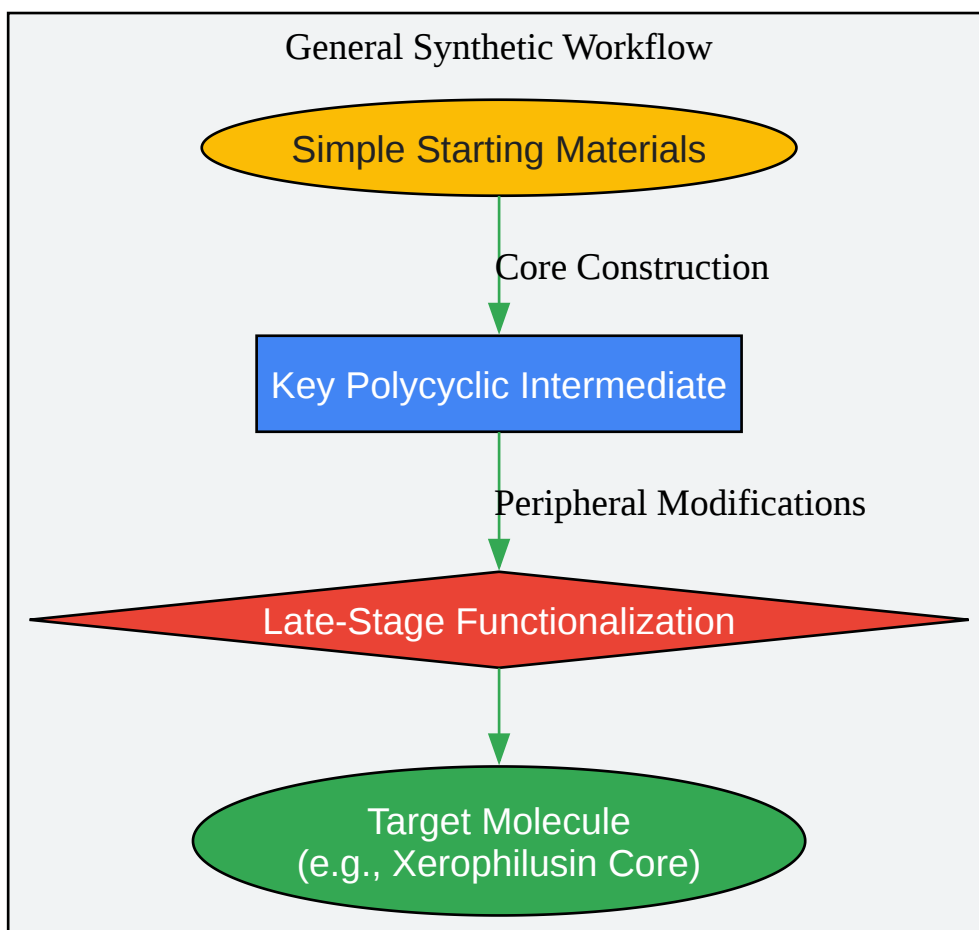 General Synthetic Workflow
Simple Starting Materials
Core Construction
Key Polycyclic Intermediate
Peripheral Modifications
Late-Stage Functionalization
Target Molecule
(e.g., Xerophilusin Core)